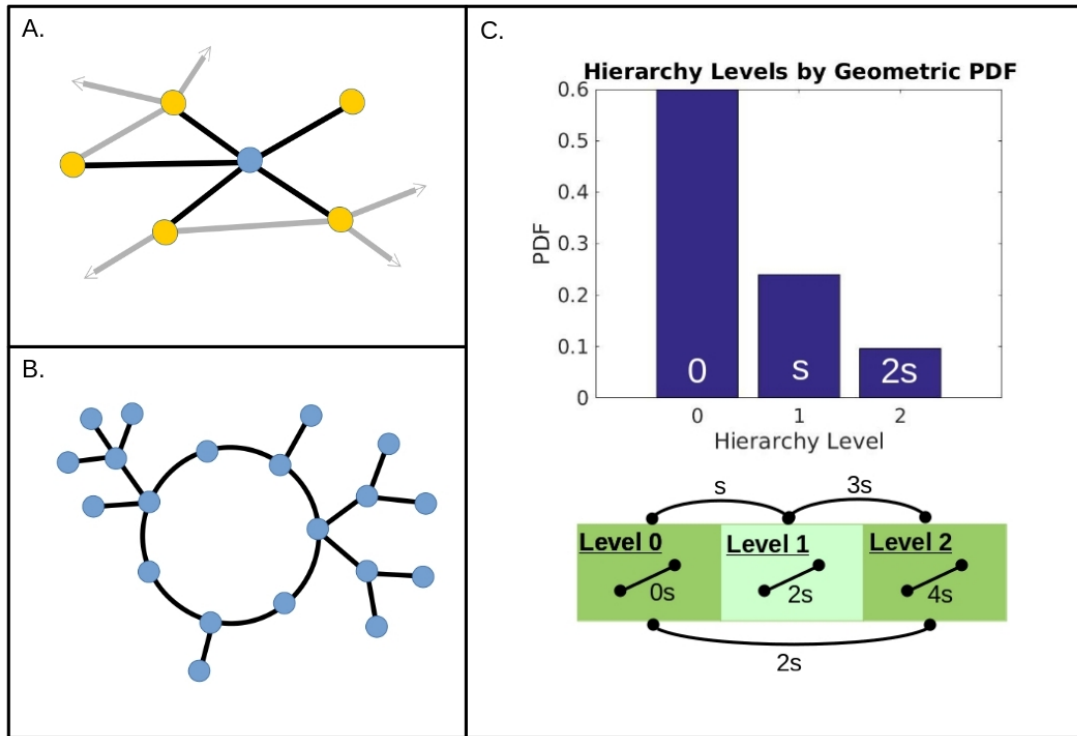 A.
B.
C.
Hierarchy Levels by Geometric PDF
0.6
0.5
0.4
0.3
0.2
0.1
0
PDF
0 s 2s
0 1 2
Hierarchy Level
s 3s
Level 0 Level 1 Level 2
0s 2s 4s
2s